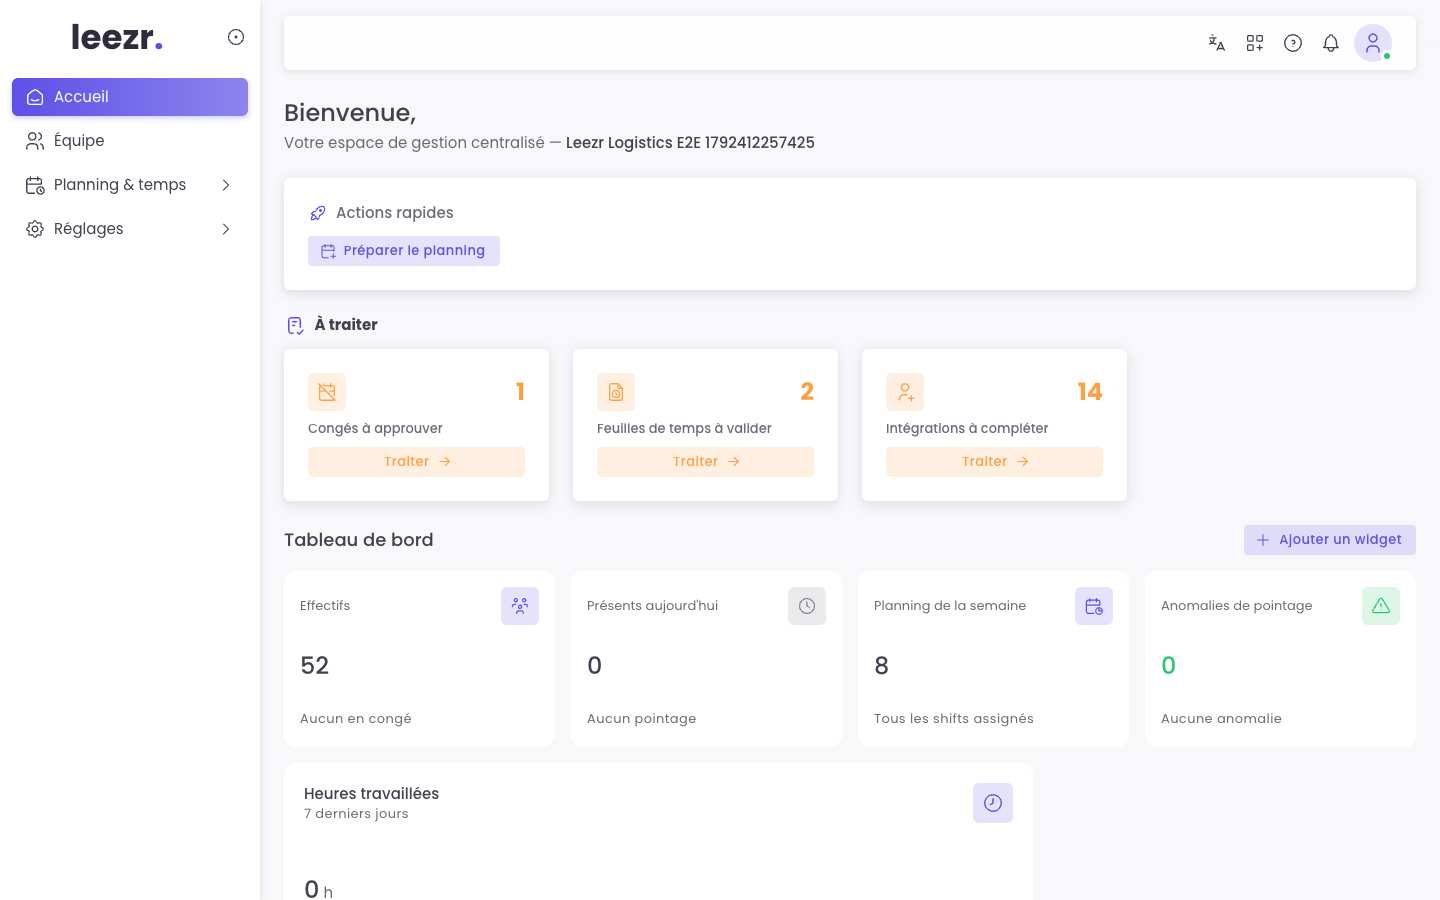 leezr.
Accueil
Équipe
Planning & temps
Réglages
Bienvenue,
Votre espace de gestion centralisé — Leezr Logistics E2E 1792412257425
Actions rapides
Préparer le planning
À traiter
1
Congés à approuver
Traiter
2
Feuilles de temps à valider
Traiter
14
Intégrations à compléter
Traiter
Tableau de bord
Ajouter un widget
Effectifs
52
Aucun en congé
Présents aujourd'hui
0
Aucun pointage
Planning de la semaine
8
Tous les shifts assignés
Anomalies de pointage
0
Aucune anomalie
Heures travaillées
7 derniers jours
0 h